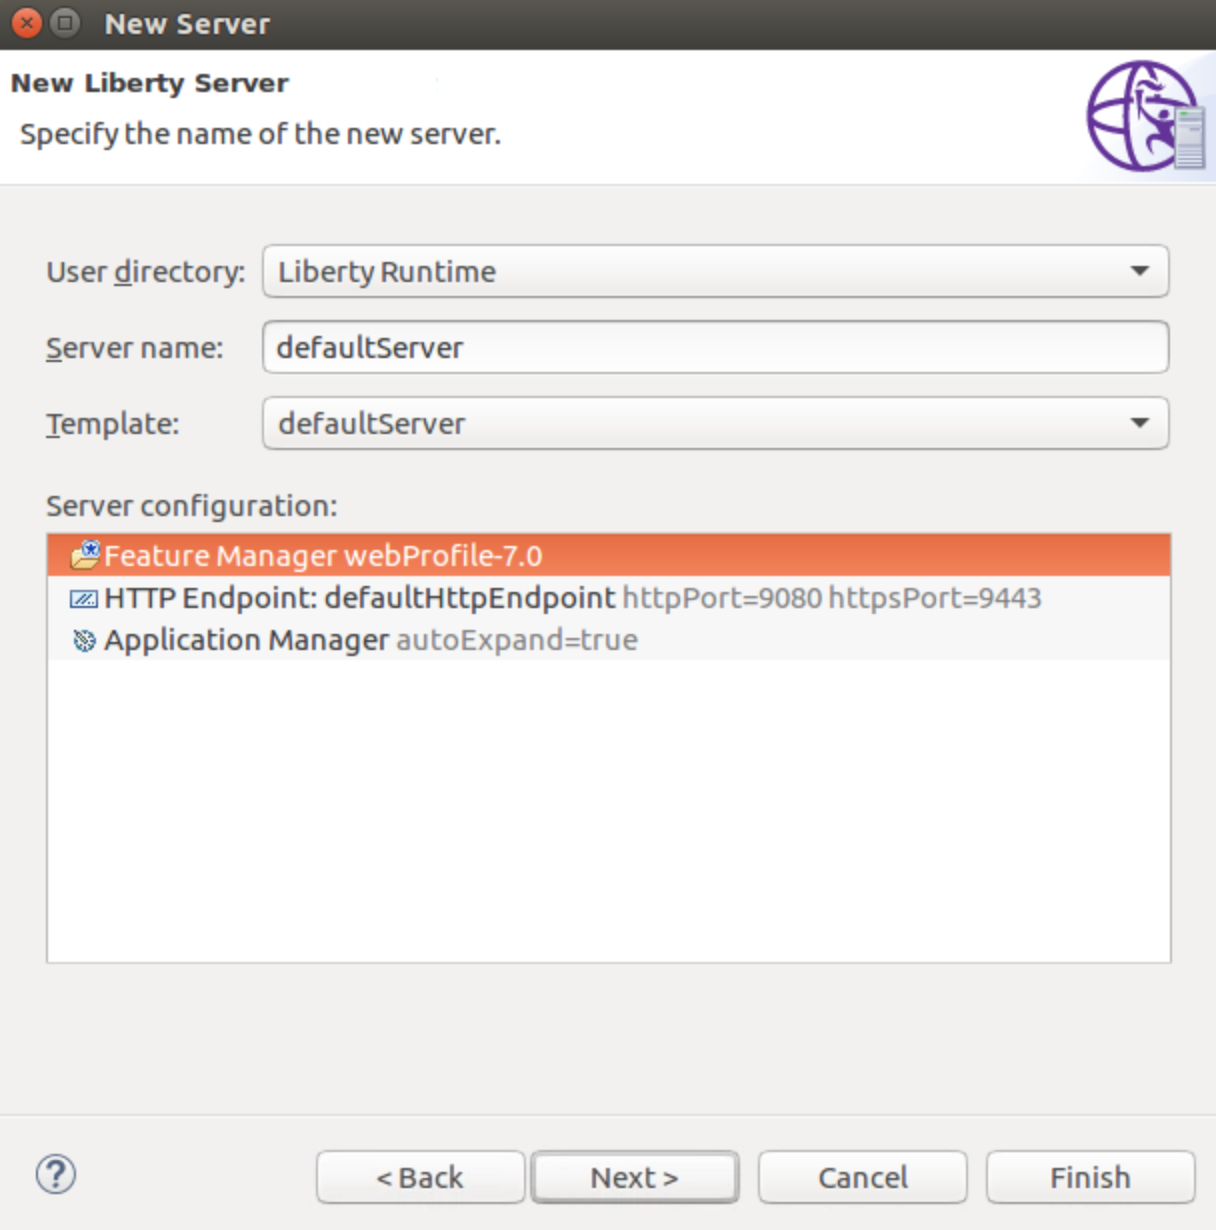 New Server
New Liberty Server
Specify the name of the new server.
User directory: Liberty Runtime
Server name: defaultServer
Template: defaultServer
Server configuration:
Feature Manager webProfile-7.0
HTTP Endpoint: defaultHttpEndpoint httpPort=9080 httpsPort=9443
Application Manager autoExpand=true
? < Back Next > Cancel Finish